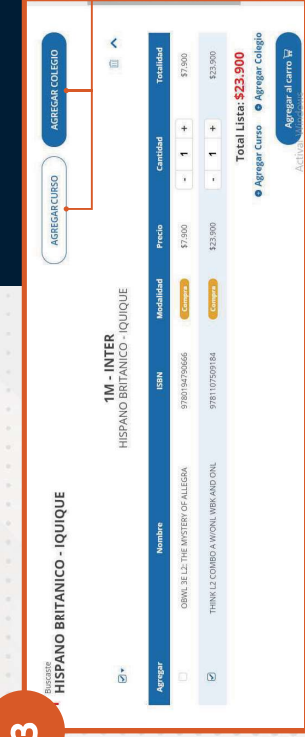 3
Buscaste
HISPANO BRITANICO - IQUIQUE
AGREGAR CURSO
AGREGAR COLEGIO
1M - INTER
HISPANO BRITANICO - IQUIQUE
Agregar Nombre ISBN Modalidad Precio Cantidad Totalidad
OBWL 3E L2: THE MYSTERY OF ALLEGRA 9780194790666 Compra $7.900 - 1 + $7.900
THINK L2 COMBO A W/ONL WBK AND ONL 9781107509184 Compra $23.900 - 1 + $23.900
Total Lista: $23.900
Agregar Curso Agregar Colegio
Agregar al carro
Activar Windows